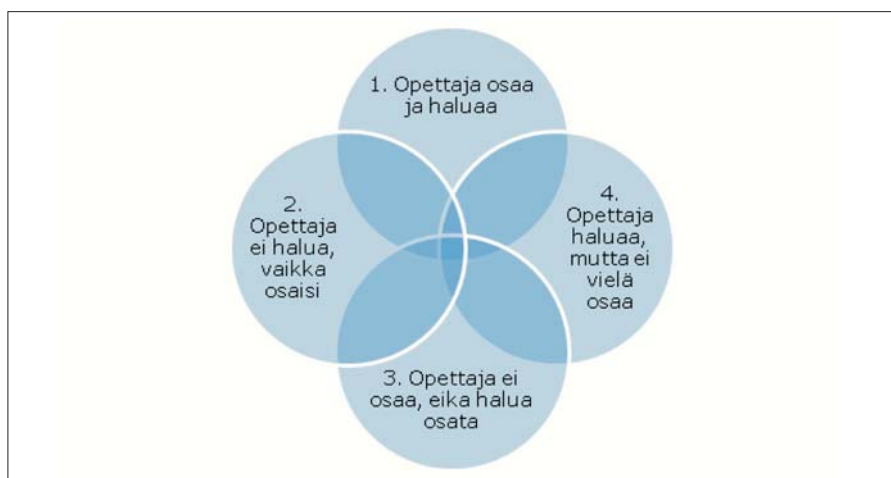 1. Opettaja osaa
ja haluaa
2.
Opettaja
ei halua,
vaikka
osaisi
3. Opettaja ei
osaa, eika halua
osata
4.
Opettaja
haluaa,
mutta ei
vielä
osaa